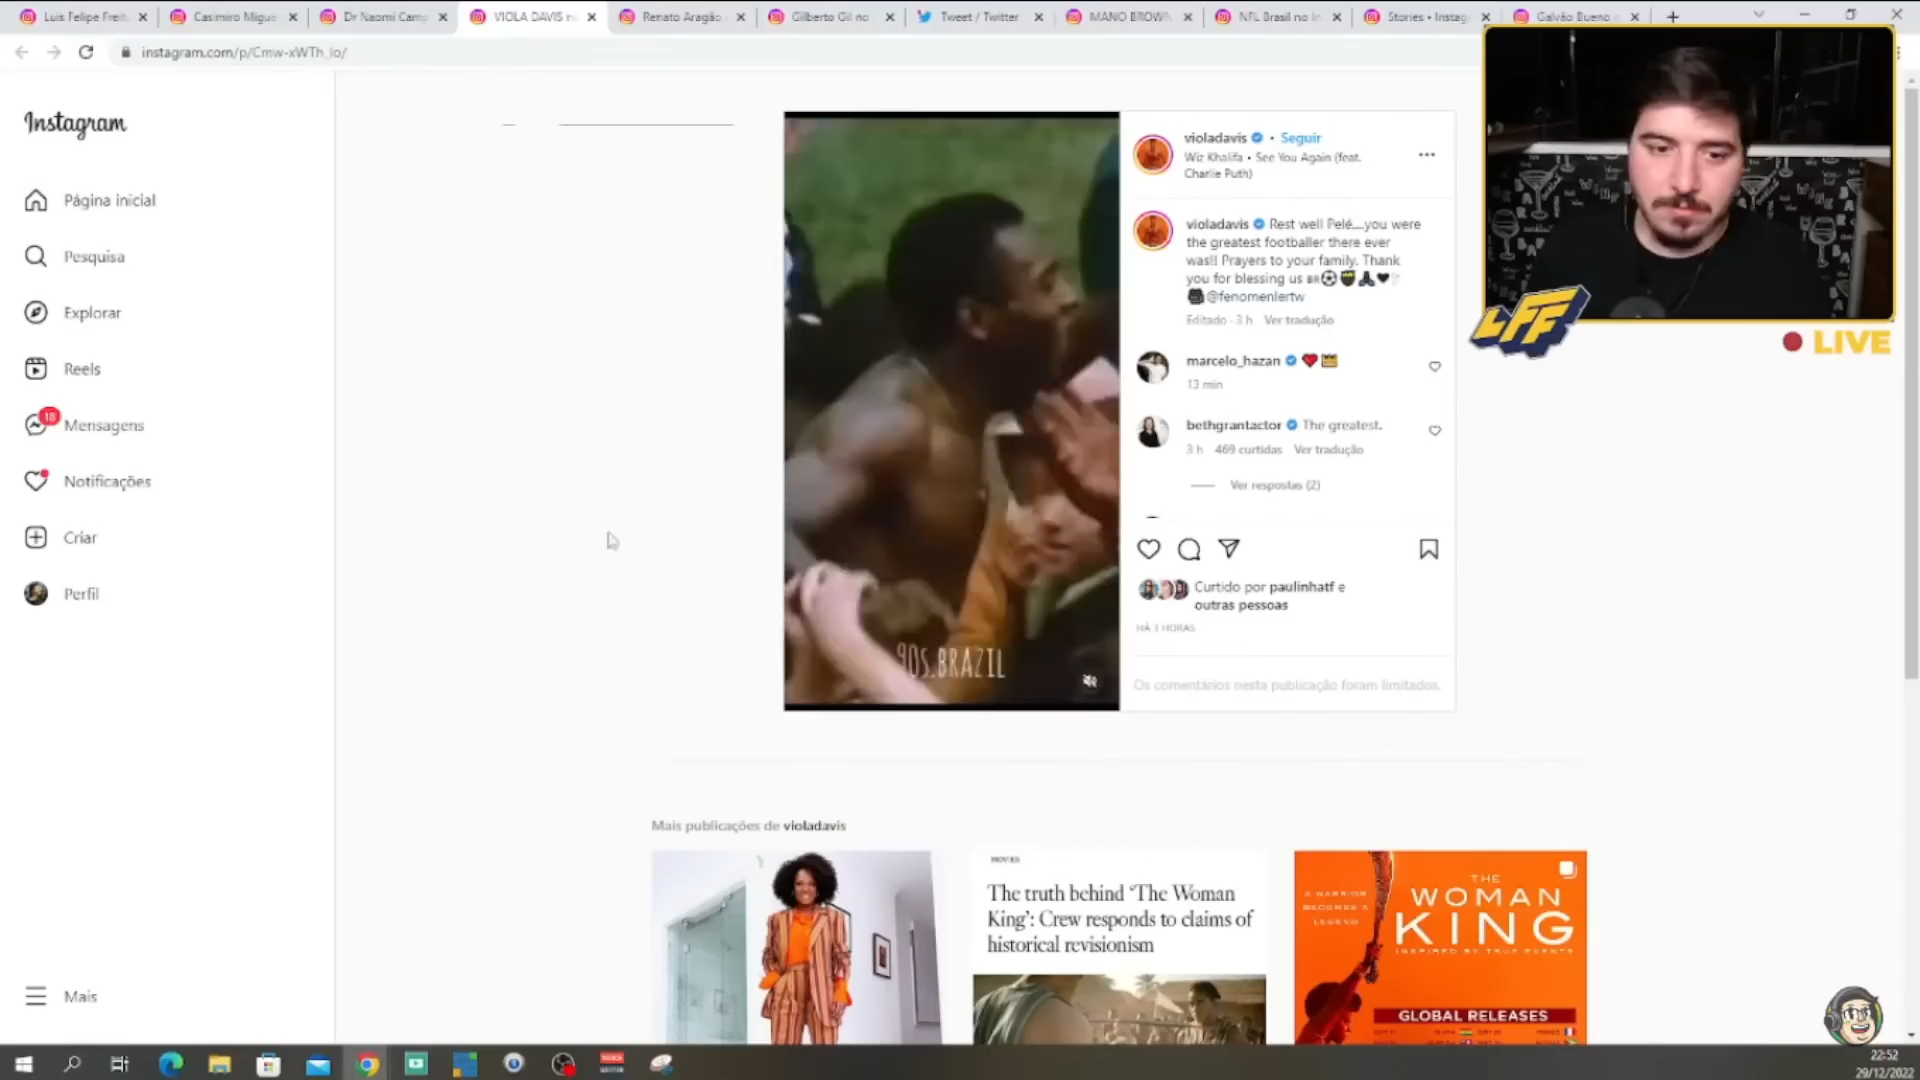 Luis Felipe Freit
Casimiro Migue
Dr Naomi Camp
VIOLA DAVIS n
Renato Aragão
Gilberto Gil no
Tweet / Twitter
MANO BROWN
NFL Brasil no In
Stories • Instag
Galvão Bueno
instagram.com/p/Cmw-xWTh_lo/
Instagram
Página inicial
Pesquisa
Explorar
Reels
18
Mensagens
Notificações
Criar
Perfil
Mais
90S.BRAZIL
violadavis • Seguir
Wiz Khalifa • See You Again (feat.
Charlie Puth)
violadavis Rest well Pelé....you were
the greatest footballer there ever
was!! Prayers to your family. Thank
you for blessing us BR
@fenomenlertw
Editado · 3 h Ver tradução
marcelo_hazan
13 min
bethgrantactor The greatest.
3 h 469 curtidas Ver tradução
Ver respostas (2)
Curtido por paulinhatf e
outras pessoas
HÁ 3 HORAS
Os comentários nesta publicação foram limitados.
LFF
LIVE
Mais publicações de violadavis
MOVIES
The truth behind 'The Woman
King': Crew responds to claims of
historical revisionism
A WARRIOR
BECOMES A
LEGEND
THE
WOMAN
KING
INSPIRED BY TRUE EVENTS
GLOBAL RELEASES
22:52
29/12/2022